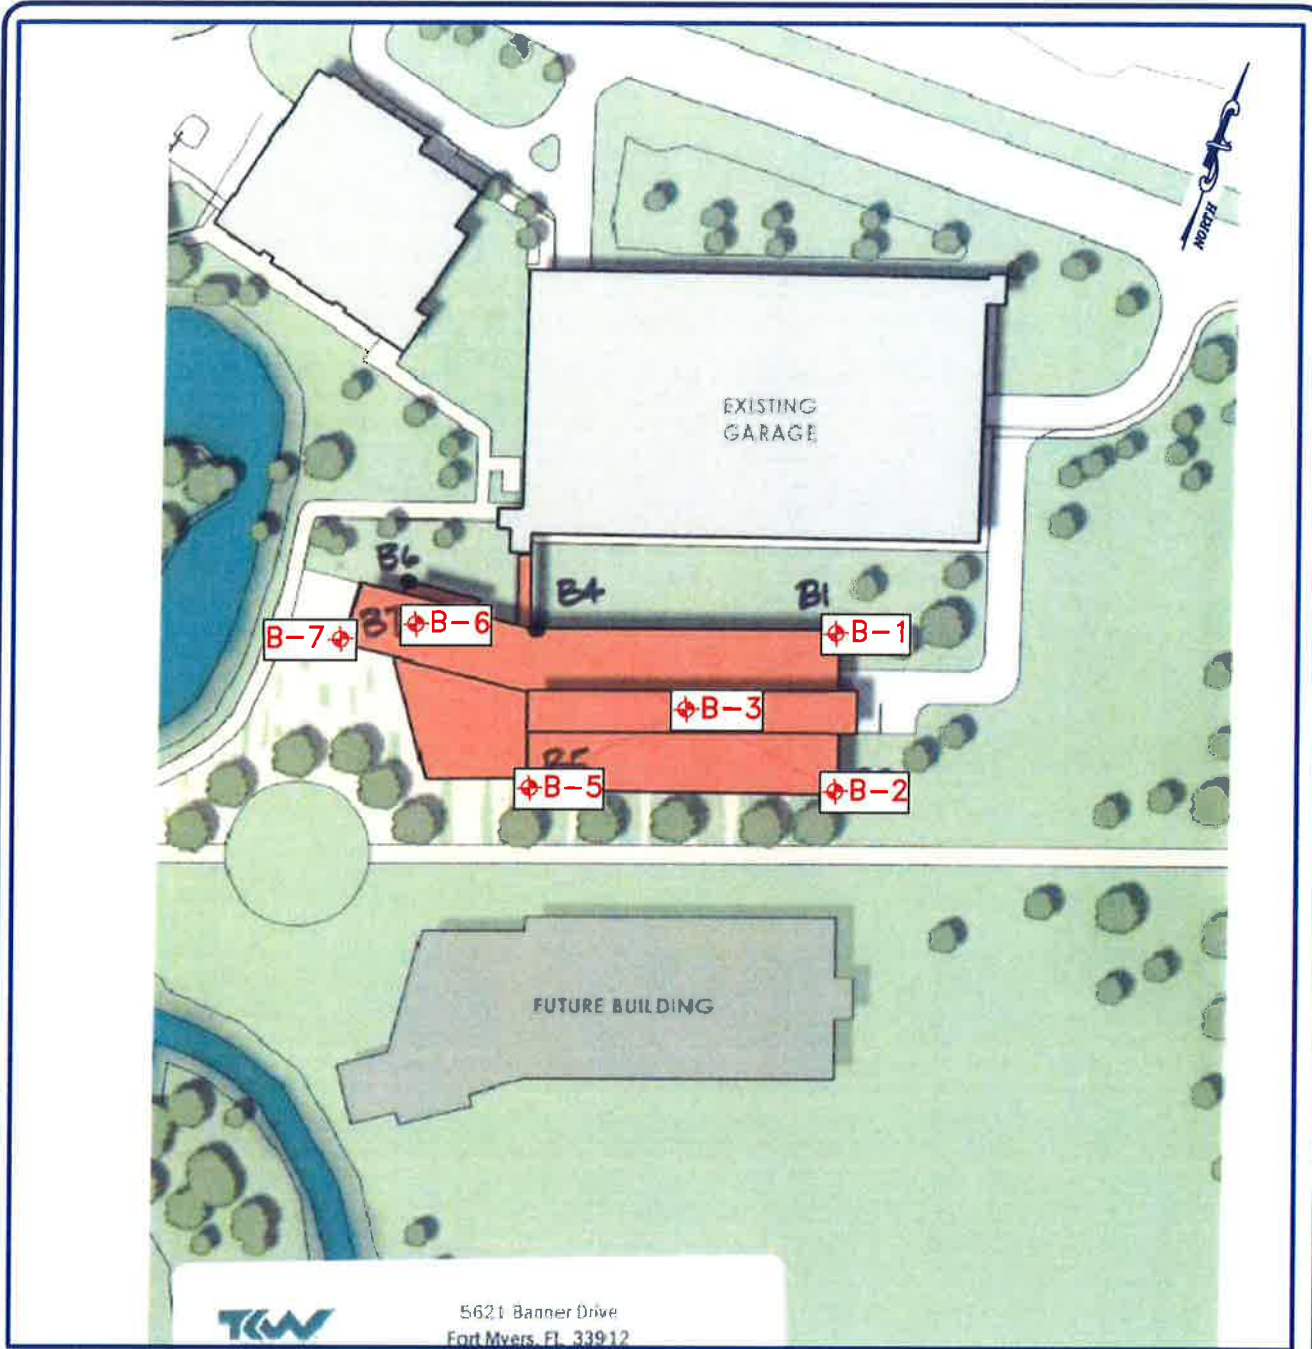 NORTH
EXISTING
GARAGE
B6
B4
B1
B7
B-6
B-1
B-7
B-3
B5
B-5
B-2
FUTURE BUILDING
TKW
5621 Banner Drive
Fort Myers, FL 33912